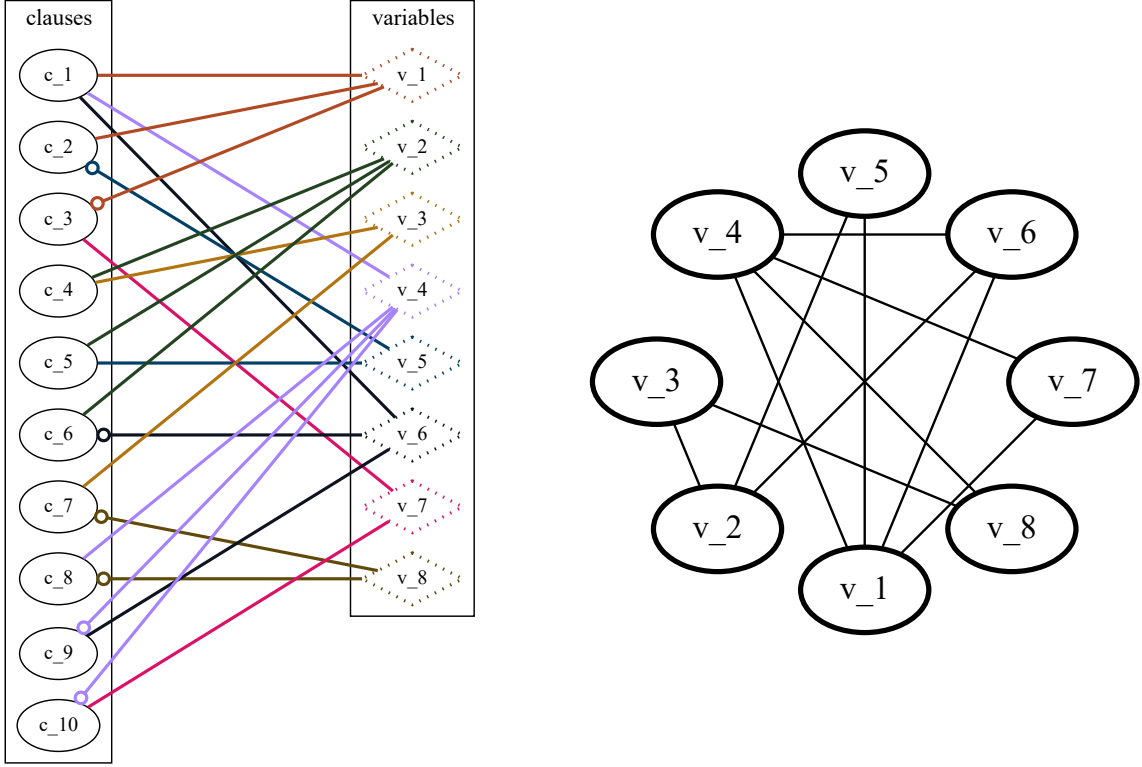 clauses
c_1
c_2
c_3
c_4
c_5
c_6
c_7
c_8
c_9
c_10
variables
v_1
v_2
v_3
v_4
v_5
v_6
v_7
v_8
v_5
v_4
v_6
v_3
v_7
v_2
v_8
v_1